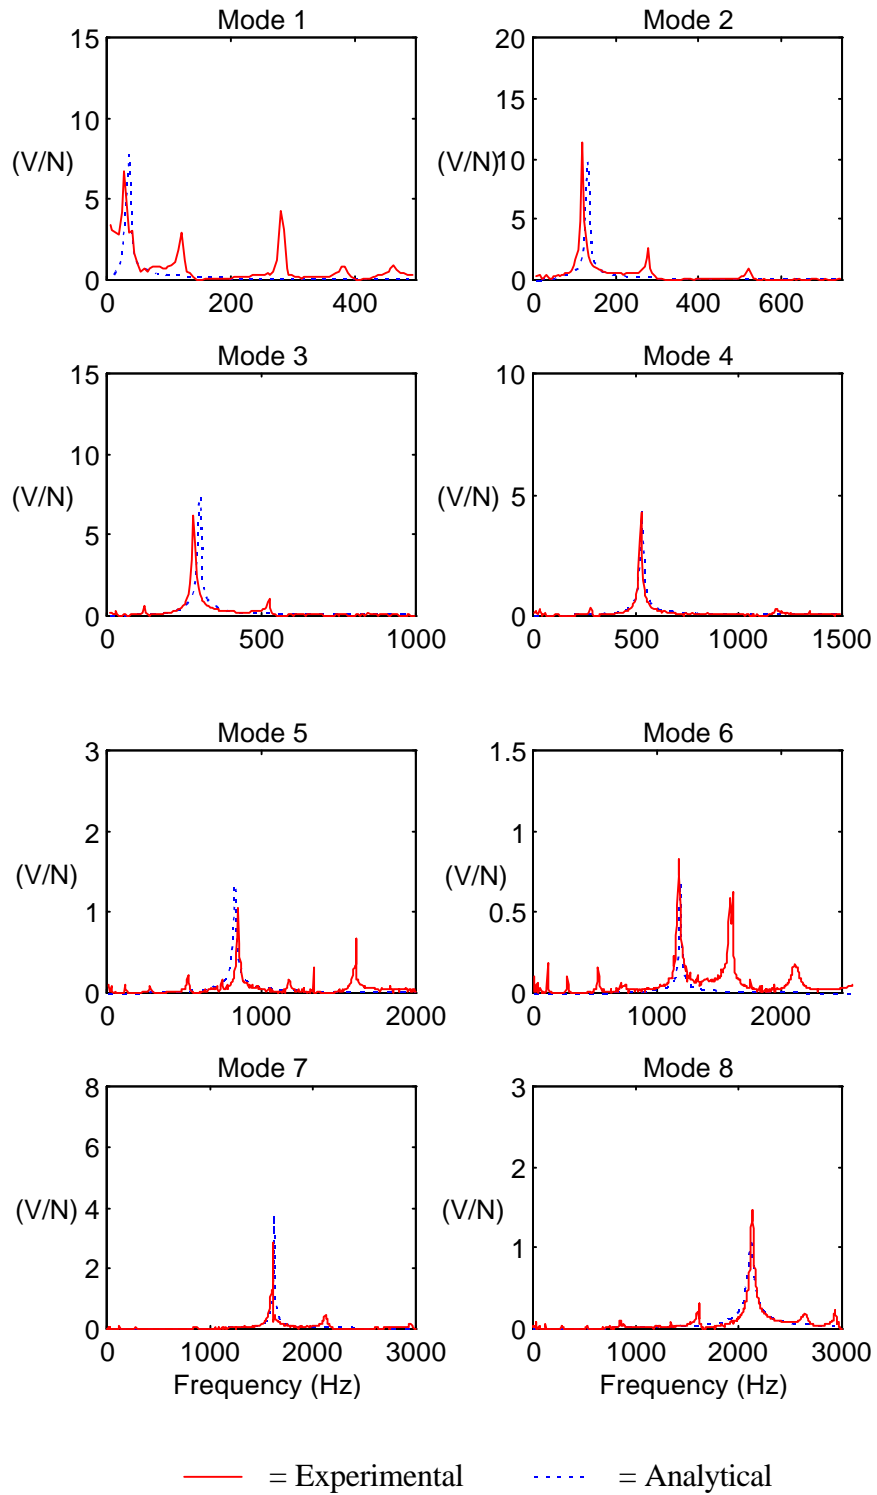 Mode 1
15
10
(V/N)
5
0
0 200 400
Mode 2
20
15
(V/N)
10
5
0
0 200 400 600
Mode 3
15
10
(V/N)
5
0
0 500 1000
Mode 4
10
(V/N)
5
0
0 500 1000 1500
Mode 5
3
2
(V/N)
1
0
0 1000 2000
Mode 6
1.5
1
(V/N)
0.5
0
0 1000 2000
Mode 7
8
6
(V/N)
4
2
0
0 1000 2000 3000
Frequency (Hz)
Mode 8
3
2
(V/N)
1
0
0 1000 2000 3000
Frequency (Hz)
= Experimental
= Analytical